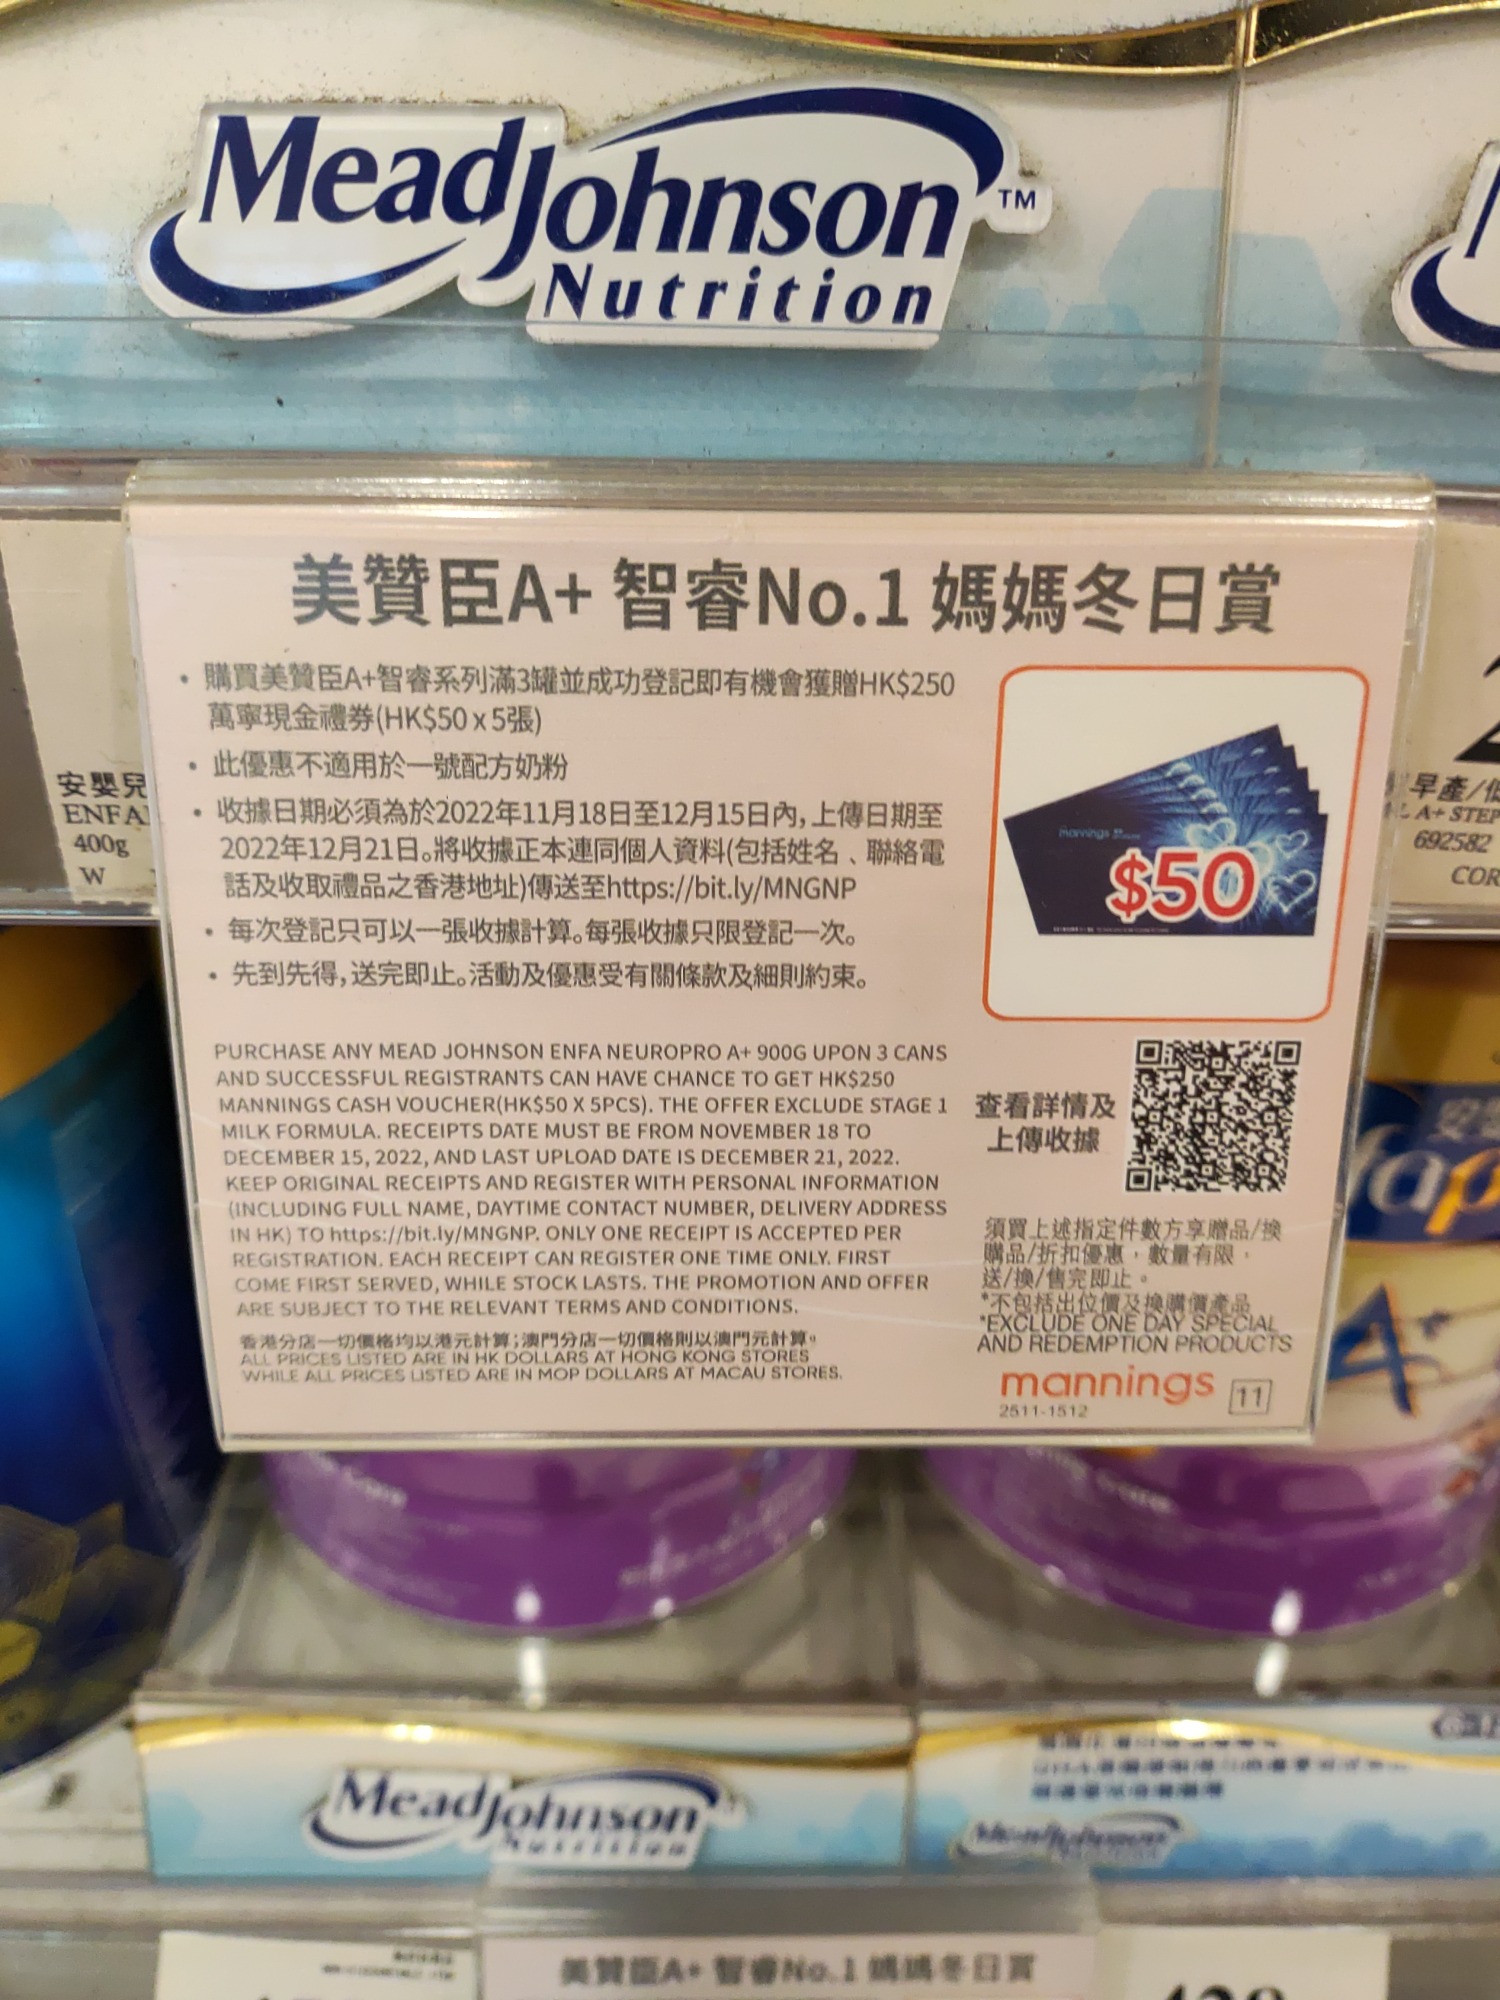 MeadJohnson™
Nutrition
美贊臣A+ 智睿No.1 媽媽冬日賞
• 購買美贊臣A+智睿系列滿3罐並成功登記即有機會獲贈HK$250
萬寧現金禮券(HK$50 x 5張)
• 此優惠不適用於一號配方奶粉
• 收據日期必須為於2022年11月18日至12月15日內，上傳日期至
2022年12月21日。將收據正本連同個人資料(包括姓名、聯絡電
話及收取禮品之香港地址)傳送至https://bit.ly/MNGNP
• 每次登記只可以一張收據計算。每張收據只限登記一次。
• 先到先得，送完即止。活動及優惠受有關條款及細則約束。
mannings
$50
PURCHASE ANY MEAD JOHNSON ENFA NEUROPRO A+ 900G UPON 3 CANS
AND SUCCESSFUL REGISTRANTS CAN HAVE CHANCE TO GET HK$250
MANNINGS CASH VOUCHER(HK$50 X 5PCS). THE OFFER EXCLUDE STAGE 1
MILK FORMULA. RECEIPTS DATE MUST BE FROM NOVEMBER 18 TO
DECEMBER 15, 2022, AND LAST UPLOAD DATE IS DECEMBER 21, 2022.
KEEP ORIGINAL RECEIPTS AND REGISTER WITH PERSONAL INFORMATION
(INCLUDING FULL NAME, DAYTIME CONTACT NUMBER, DELIVERY ADDRESS
IN HK) TO https://bit.ly/MNGNP. ONLY ONE RECEIPT IS ACCEPTED PER
REGISTRATION. EACH RECEIPT CAN REGISTER ONE TIME ONLY. FIRST
COME FIRST SERVED, WHILE STOCK LASTS. THE PROMOTION AND OFFER
ARE SUBJECT TO THE RELEVANT TERMS AND CONDITIONS.
香港分店一切價格均以港元計算；澳門分店一切價格則以澳門元計算。
ALL PRICES LISTED ARE IN HK DOLLARS AT HONG KONG STORES
WHILE ALL PRICES LISTED ARE IN MOP DOLLARS AT MACAU STORES.
查看詳情及
上傳收據
須買上述指定件數方享贈品/換
購品/折扣優惠，數量有限，
送/換/售完即止。
*不包括出位價及換購價產品
*EXCLUDE ONE DAY SPECIAL
AND REDEMPTION PRODUCTS
mannings 11
2511-1512
安嬰兒
ENFA
400g
W
早產/低
A+ STEP
692582
COR
A+
MeadJohnson
Nutrition
MeadJohnson
美贊臣A+ 智睿No.1 媽媽冬日賞